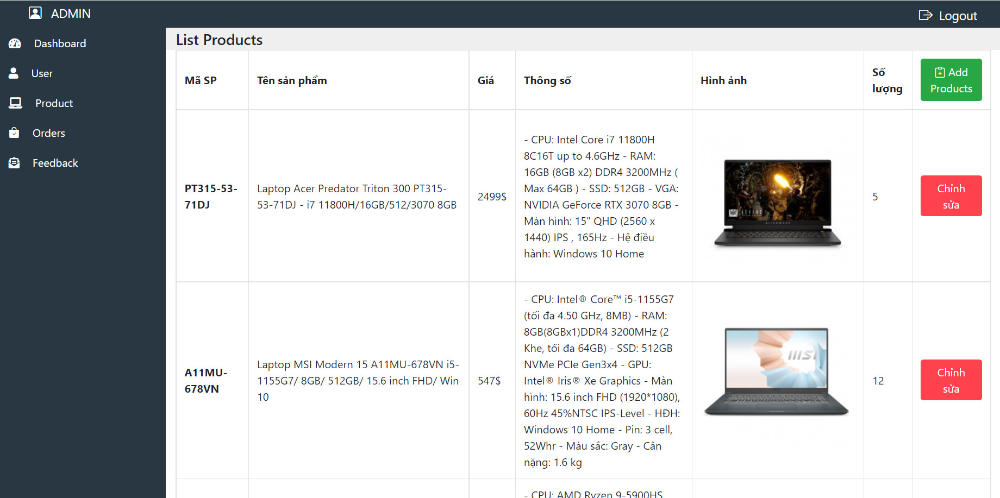 ADMIN
Logout
Dashboard
User
Product
Orders
Feedback
List Products
Mã SP
Tên sản phẩm
Giá
Thông số
Hình ảnh
Số
lượng
Add
Products
PT315-53-
71DJ
Laptop Acer Predator Triton 300 PT315-
53-71DJ - i7 11800H/16GB/512/3070 8GB
2499$
- CPU: Intel Core i7 11800H
8C16T up to 4.6GHz - RAM:
16GB (8GB x2) DDR4 3200MHz (
Max 64GB ) - SSD: 512GB - VGA:
NVIDIA GeForce RTX 3070 8GB -
Màn hình: 15" QHD (2560 x
1440) IPS , 165Hz - Hệ điều
hành: Windows 10 Home
ALIENWARE
5
Chỉnh
sửa
A11MU-
678VN
Laptop MSI Modern 15 A11MU-678VN i5-
1155G7/ 8GB/ 512GB/ 15.6 inch FHD/ Win
10
547$
- CPU: Intel® Core™ i5-1155G7
(tối đa 4.50 GHz, 8MB) - RAM:
8GB(8GBx1)DDR4 3200MHz (2
Khe, tối đa 64GB) - SSD: 512GB
NVMe PCIe Gen3x4 - GPU:
Intel® Iris® Xe Graphics - Màn
hình: 15.6 inch FHD (1920*1080),
60Hz 45%NTSC IPS-Level - HĐH:
Windows 10 Home - Pin: 3 cell,
52Whr - Màu sắc: Gray - Cân
nặng: 1.6 kg
msi
12
Chỉnh
sửa
- CPU: AMD Ryzen 9-5900HS